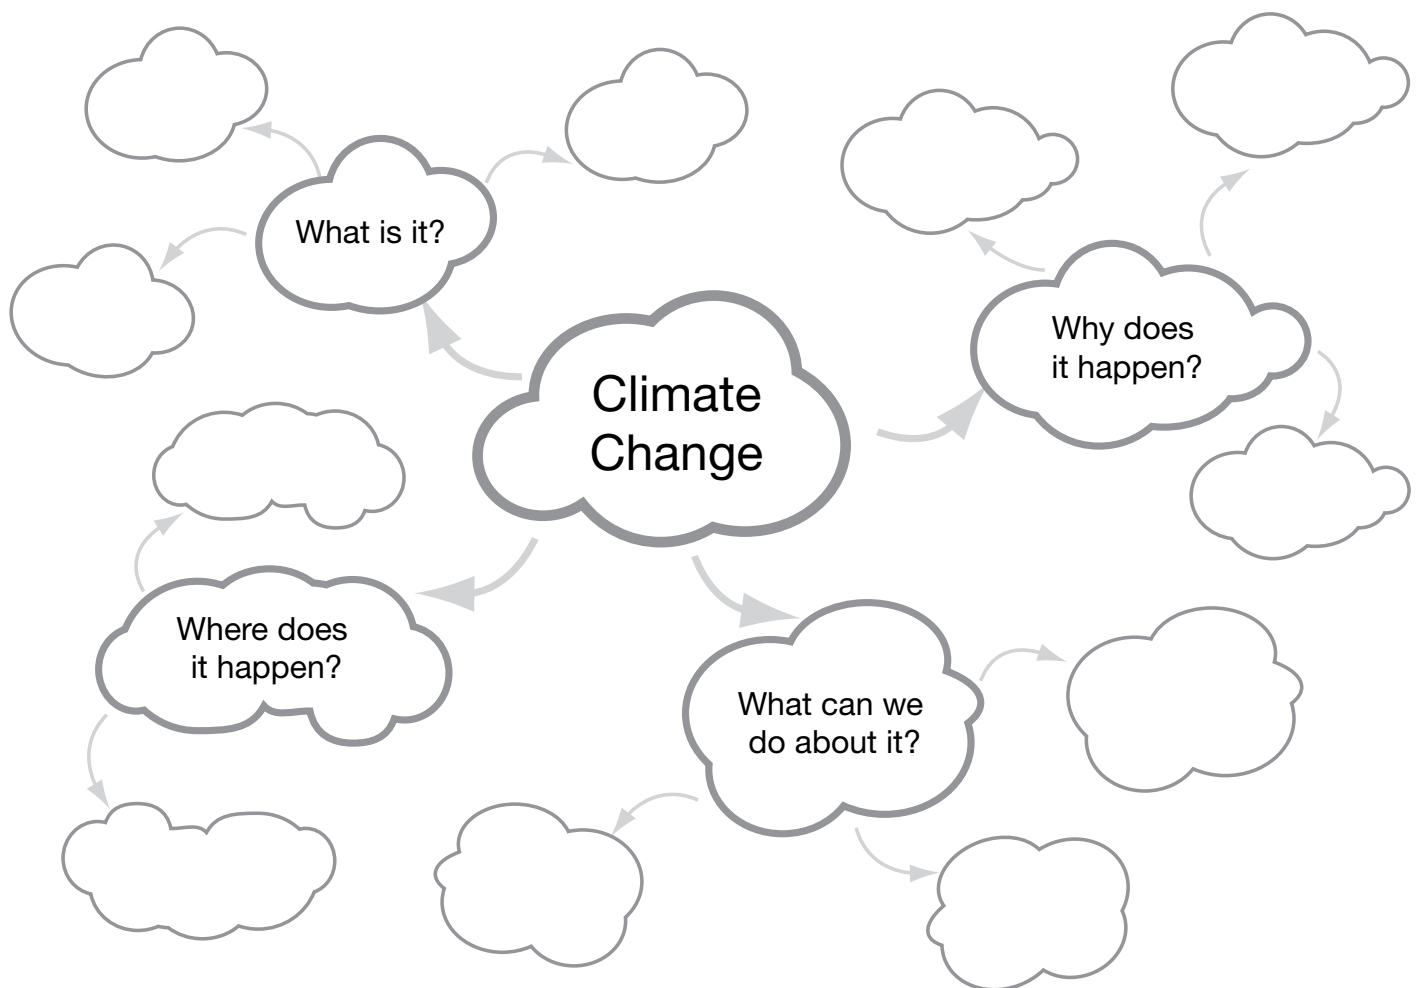 What is it?
Why does
it happen?
Climate
Change
Where does
it happen?
What can we
do about it?